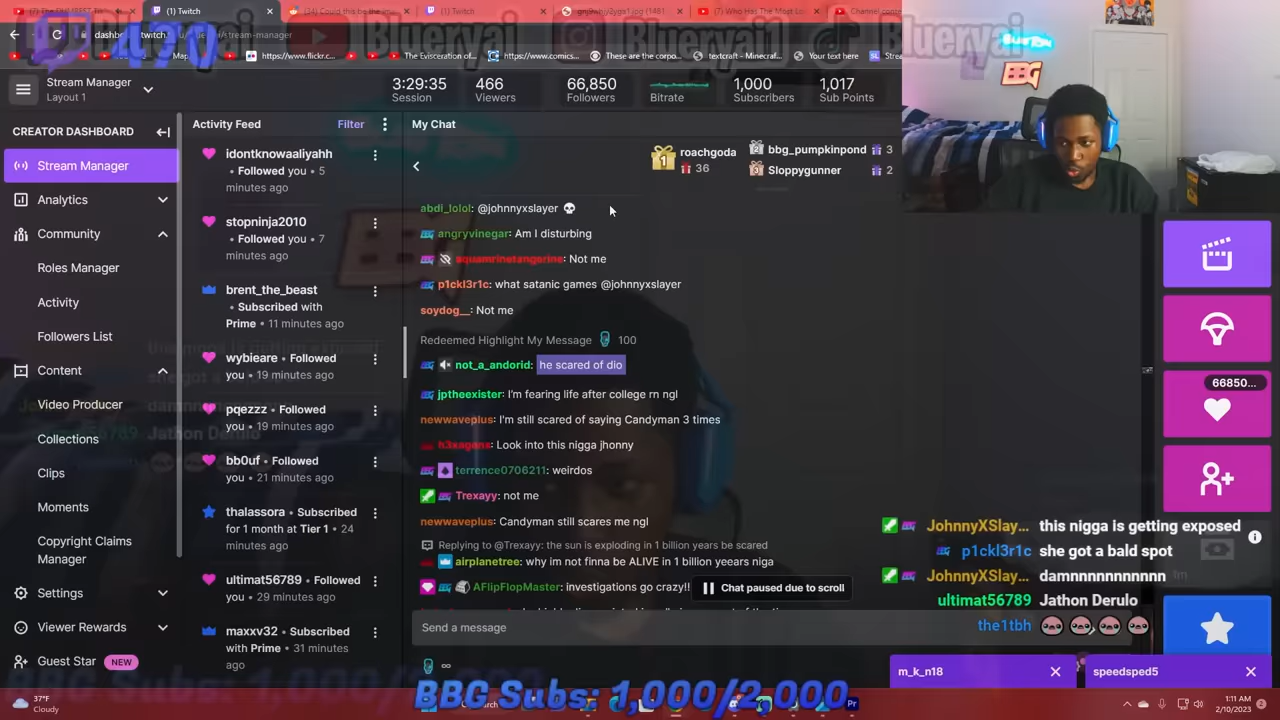 (1) Twitch
(1) Twitch
Stream Manager
Layout 1
3:29:35
Session
466
Viewers
66,850
Followers
Bitrate
1,000
Subscribers
1,017
Sub Points
CREATOR DASHBOARD
Stream Manager
Analytics
Community
Roles Manager
Activity
Followers List
Content
Video Producer
Collections
Clips
Moments
Copyright Claims
Manager
Settings
Viewer Rewards
Guest Star NEW
Activity Feed
Filter
idontknowaaliyahh
• Followed you • 5
minutes ago
stopninja2010
• Followed you • 7
minutes ago
brent_the_beast
• Subscribed with
Prime • 11 minutes ago
wybieare • Followed
you • 19 minutes ago
pqezzz • Followed
you • 19 minutes ago
bb0uf • Followed
you • 21 minutes ago
thalassora • Subscribed
for 1 month at Tier 1 • 24
minutes ago
ultimat56789 • Followed
you • 29 minutes ago
maxxv32 • Subscribed
with Prime • 31 minutes
ago
My Chat
1 roachgoda
36
2 bbg_pumpkinpond 3
3 Sloppygunner 2
abdi_lolol: @johnnyxslayer 💀
angryvinegar: Am I disturbing
aquamrinetangerine: Not me
p1ckl3r1c: what satanic games @johnnyxslayer
soydog__: Not me
Redeemed Highlight My Message 100
not_a_andorid: he scared of dio
jptheexister: I'm fearing life after college rn ngl
newwaveplus: I'm still scared of saying Candyman 3 times
h3xagons: Look into this nigga jhonny
terrence0706211: weirdos
Trexayy: not me
newwaveplus: Candyman still scares me ngl
Replying to @Trexayy: the sun is exploding in 1 billion years be scared
airplanetree: why im not finna be ALIVE in 1 billion yeears niga
AFlipFlopMaster: investigations go crazy!!
Chat paused due to scroll
Send a message
66850...
JohnnyXSlay... this nigga is getting exposed
p1ckl3r1c she got a bald spot
JohnnyXSlay... damnnnnnnnnnn
ultimat56789 Jathon Derulo
the1tbh
m_k_n18
speedsped5
BBG Subs: 1,000/2,000
37°F
Cloudy
1:11 AM
2/10/2023